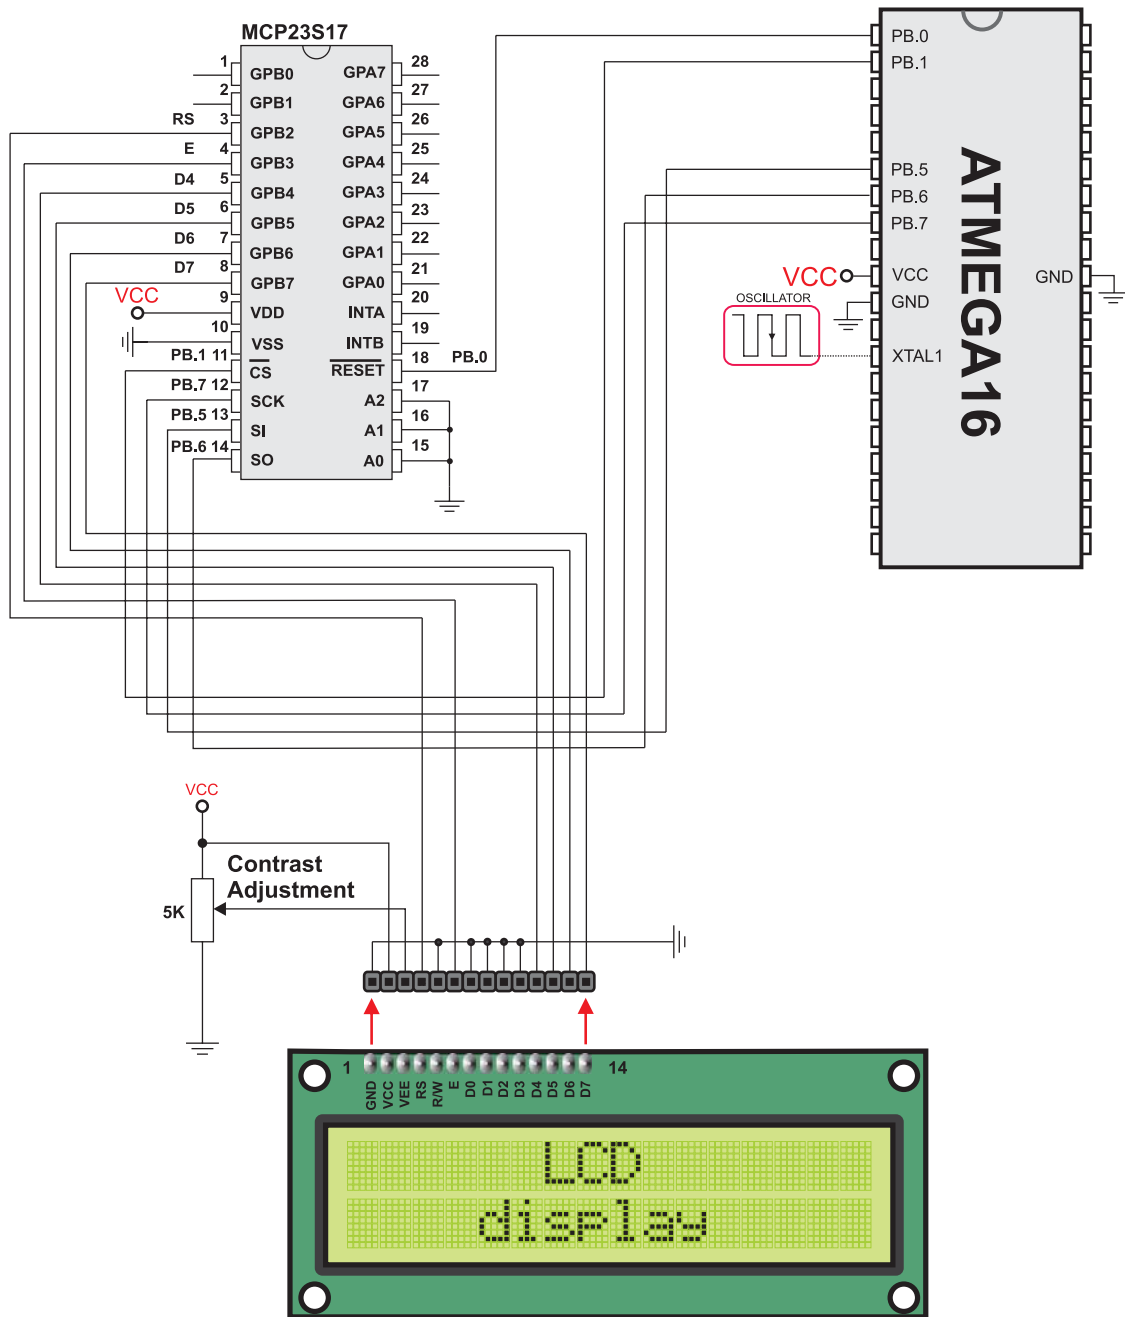 MCP23S17
1 GPB0 GPA7 28
2 GPB1 GPA6 27
RS 3 GPB2 GPA5 26
E 4 GPB3 GPA4 25
D4 5 GPB4 GPA3 24
D5 6 GPB5 GPA2 23
D6 7 GPB6 GPA1 22
D7 8 GPB7 GPA0 21
VCC 9 VDD INTA 20
10 VSS INTB 19
PB.1 11 CS RESET 18 PB.0
PB.7 12 SCK A2 17
PB.5 13 SI A1 16
PB.6 14 SO A0 15
PB.0
PB.1
PB.5
PB.6
PB.7
VCC VCC GND
GND
OSCILLATOR
XTAL1
ATMEGA16
VCC
Contrast
Adjustment
5K
1 GND VCC VEE RS R/W E D0 D1 D2 D3 D4 D5 D6 D7 14
LCD
display